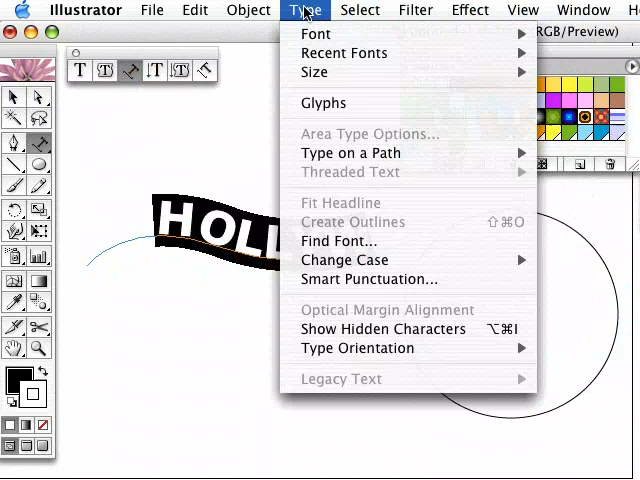 Illustrator File Edit Object Type Select Filter Effect View Window
RGB/Preview)
T T T T T T
Font
Recent Fonts
Size
Glyphs
Area Type Options...
Type on a Path
Threaded Text
Fit Headline
Create Outlines ⇧⌘O
Find Font...
Change Case
Smart Punctuation...
Optical Margin Alignment
Show Hidden Characters ⌥⌘I
Type Orientation
Legacy Text
HOLL